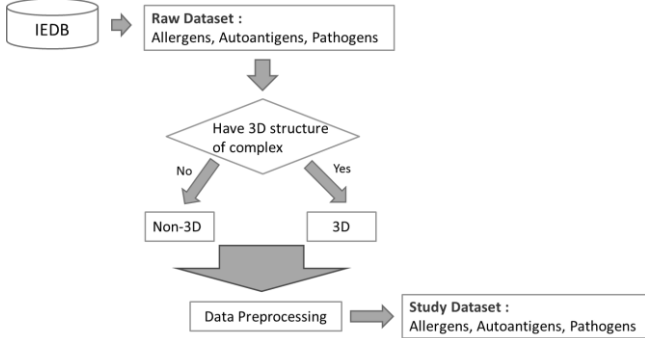 IEDB
Raw Dataset :
Allergens, Autoantigens, Pathogens
Have 3D structure
of complex
No
Yes
Non-3D
3D
Data Preprocessing
Study Dataset :
Allergens, Autoantigens, Pathogens